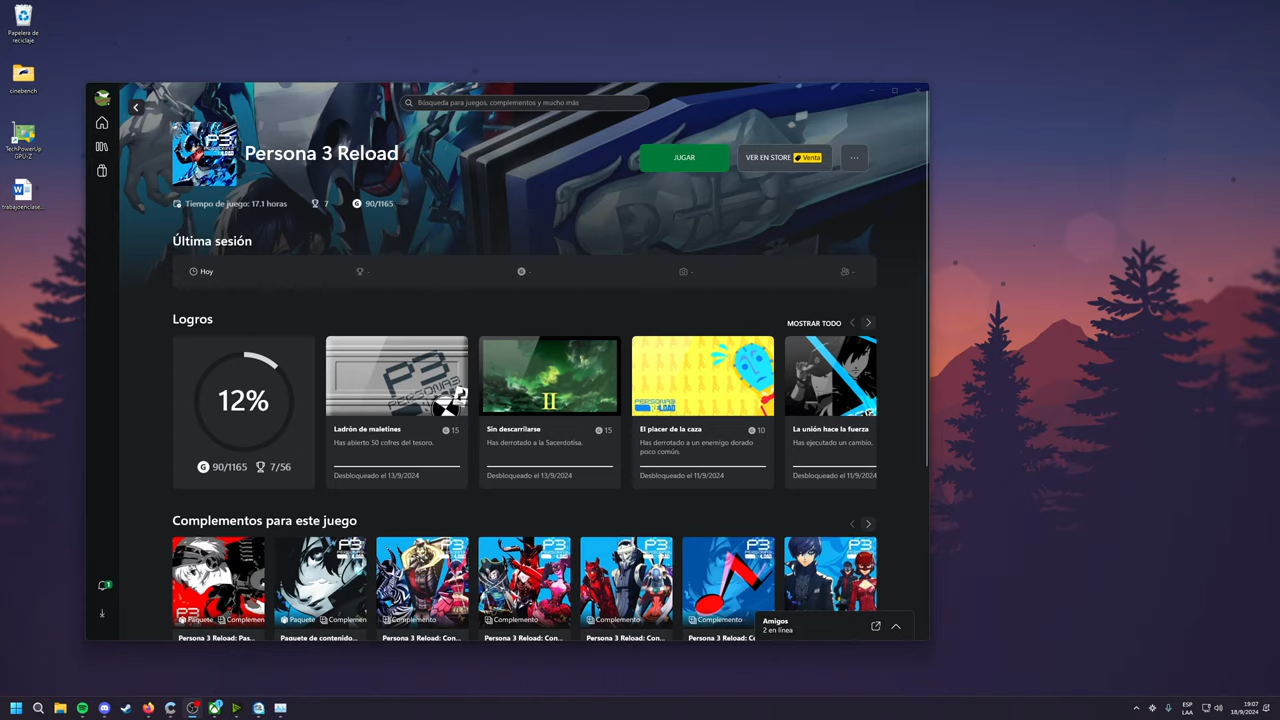 Papelera de
reciclaje
cinebench
TechPowerUp
GPU-Z
trabajoenclase...
Búsqueda para juegos, complementos y mucho más
Persona 3 Reload
JUGAR
VER EN STORE Venta
...
Tiempo de juego: 17.1 horas 7 G 90/1165
Última sesión
Hoy - G - - -
Logros
MOSTRAR TODO
12%
G 90/1165 7/56
Ladrón de maletines G 15
Has abierto 50 cofres del tesoro.
Desbloqueado el 13/9/2024
II
Sin descarrilarse G 15
Has derrotado a la Sacerdotisa.
Desbloqueado el 13/9/2024
El placer de la caza G 10
Has derrotado a un enemigo dorado
poco común.
Desbloqueado el 11/9/2024
La unión hace la fuerza
Has ejecutado un cambio.
Desbloqueado el 11/9/2024
Complementos para este juego
Paquete Complemen
Paquete Complemen
Complemento
Complemento
Complemento
Complemento
Persona 3 Reload: Pas...
Paquete de contenido...
Persona 3 Reload: Con...
Persona 3 Reload: Con...
Persona 3 Reload: Con...
Persona 3 Reload: Con
Amigos
2 en línea
ESP
LAA
19:07
18/9/2024